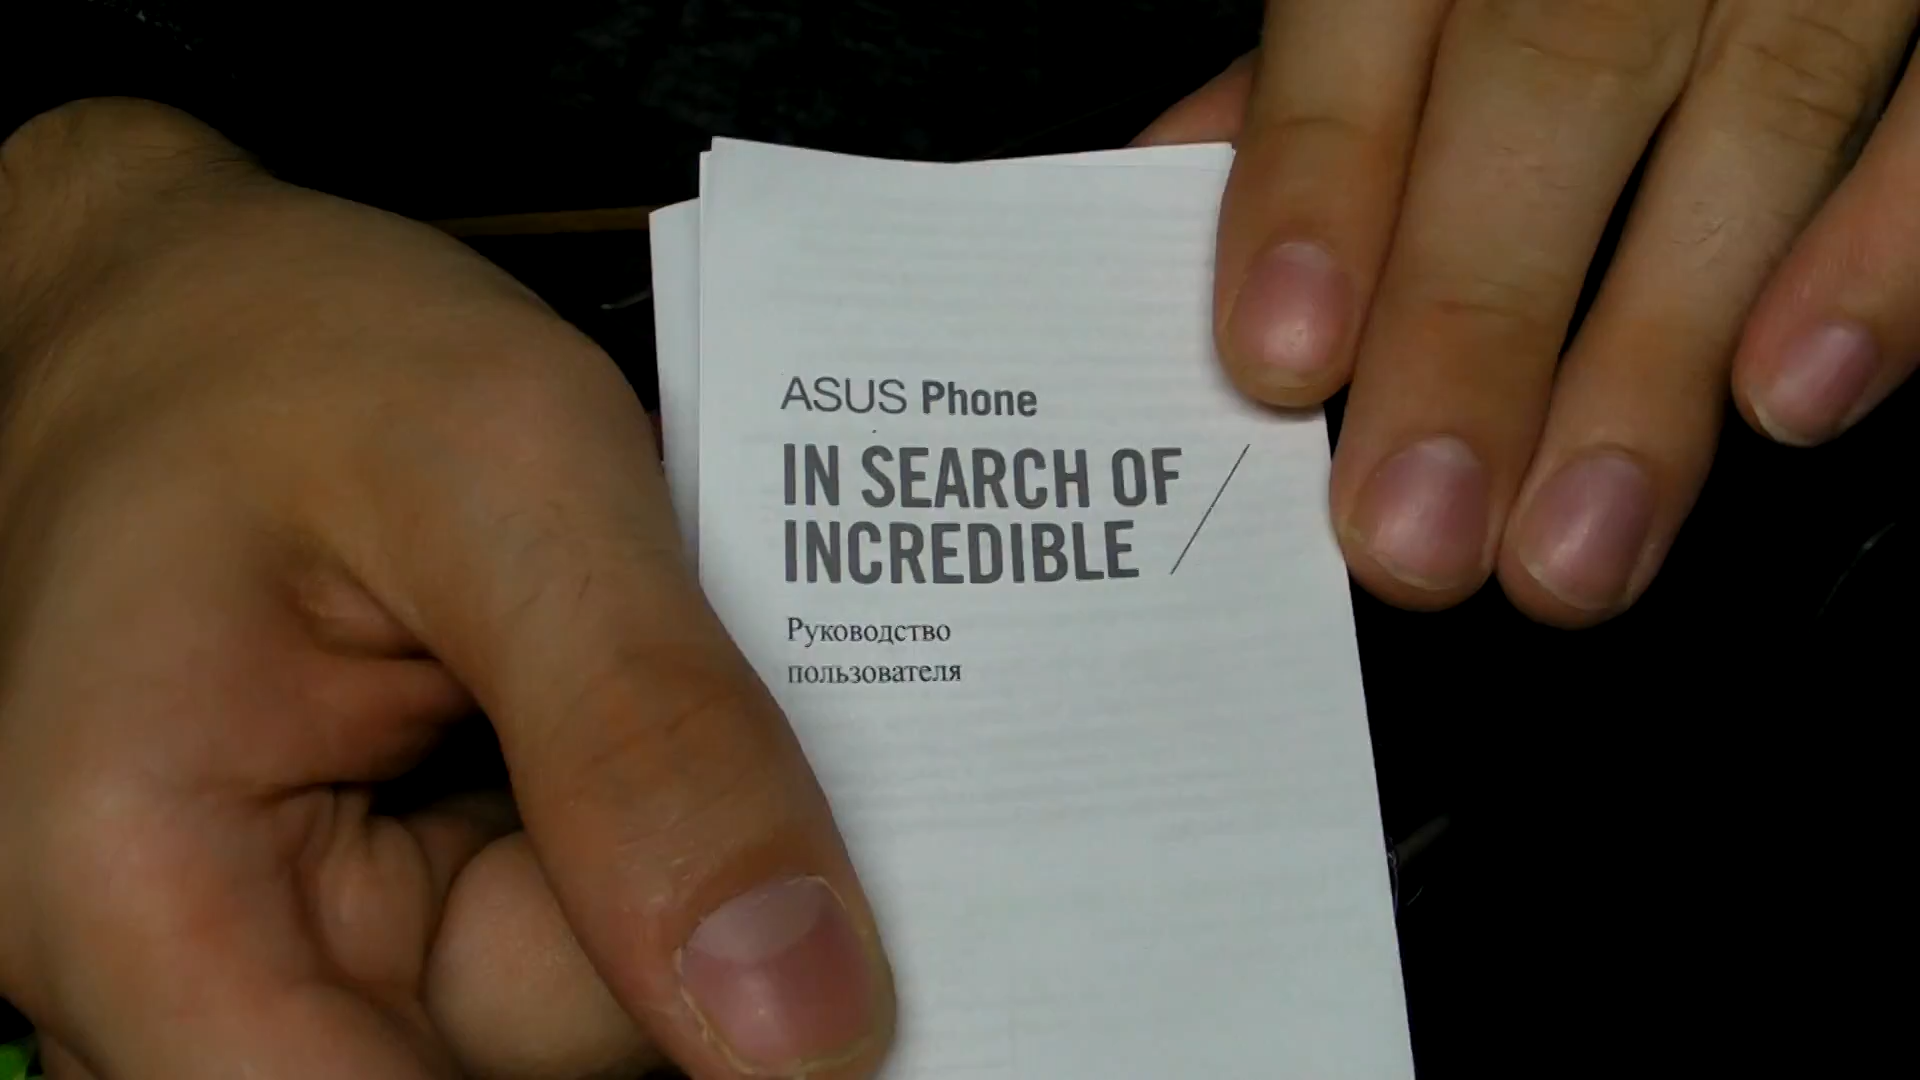 ASUS Phone
IN SEARCH OF
INCREDIBLE
Руководство
пользователя